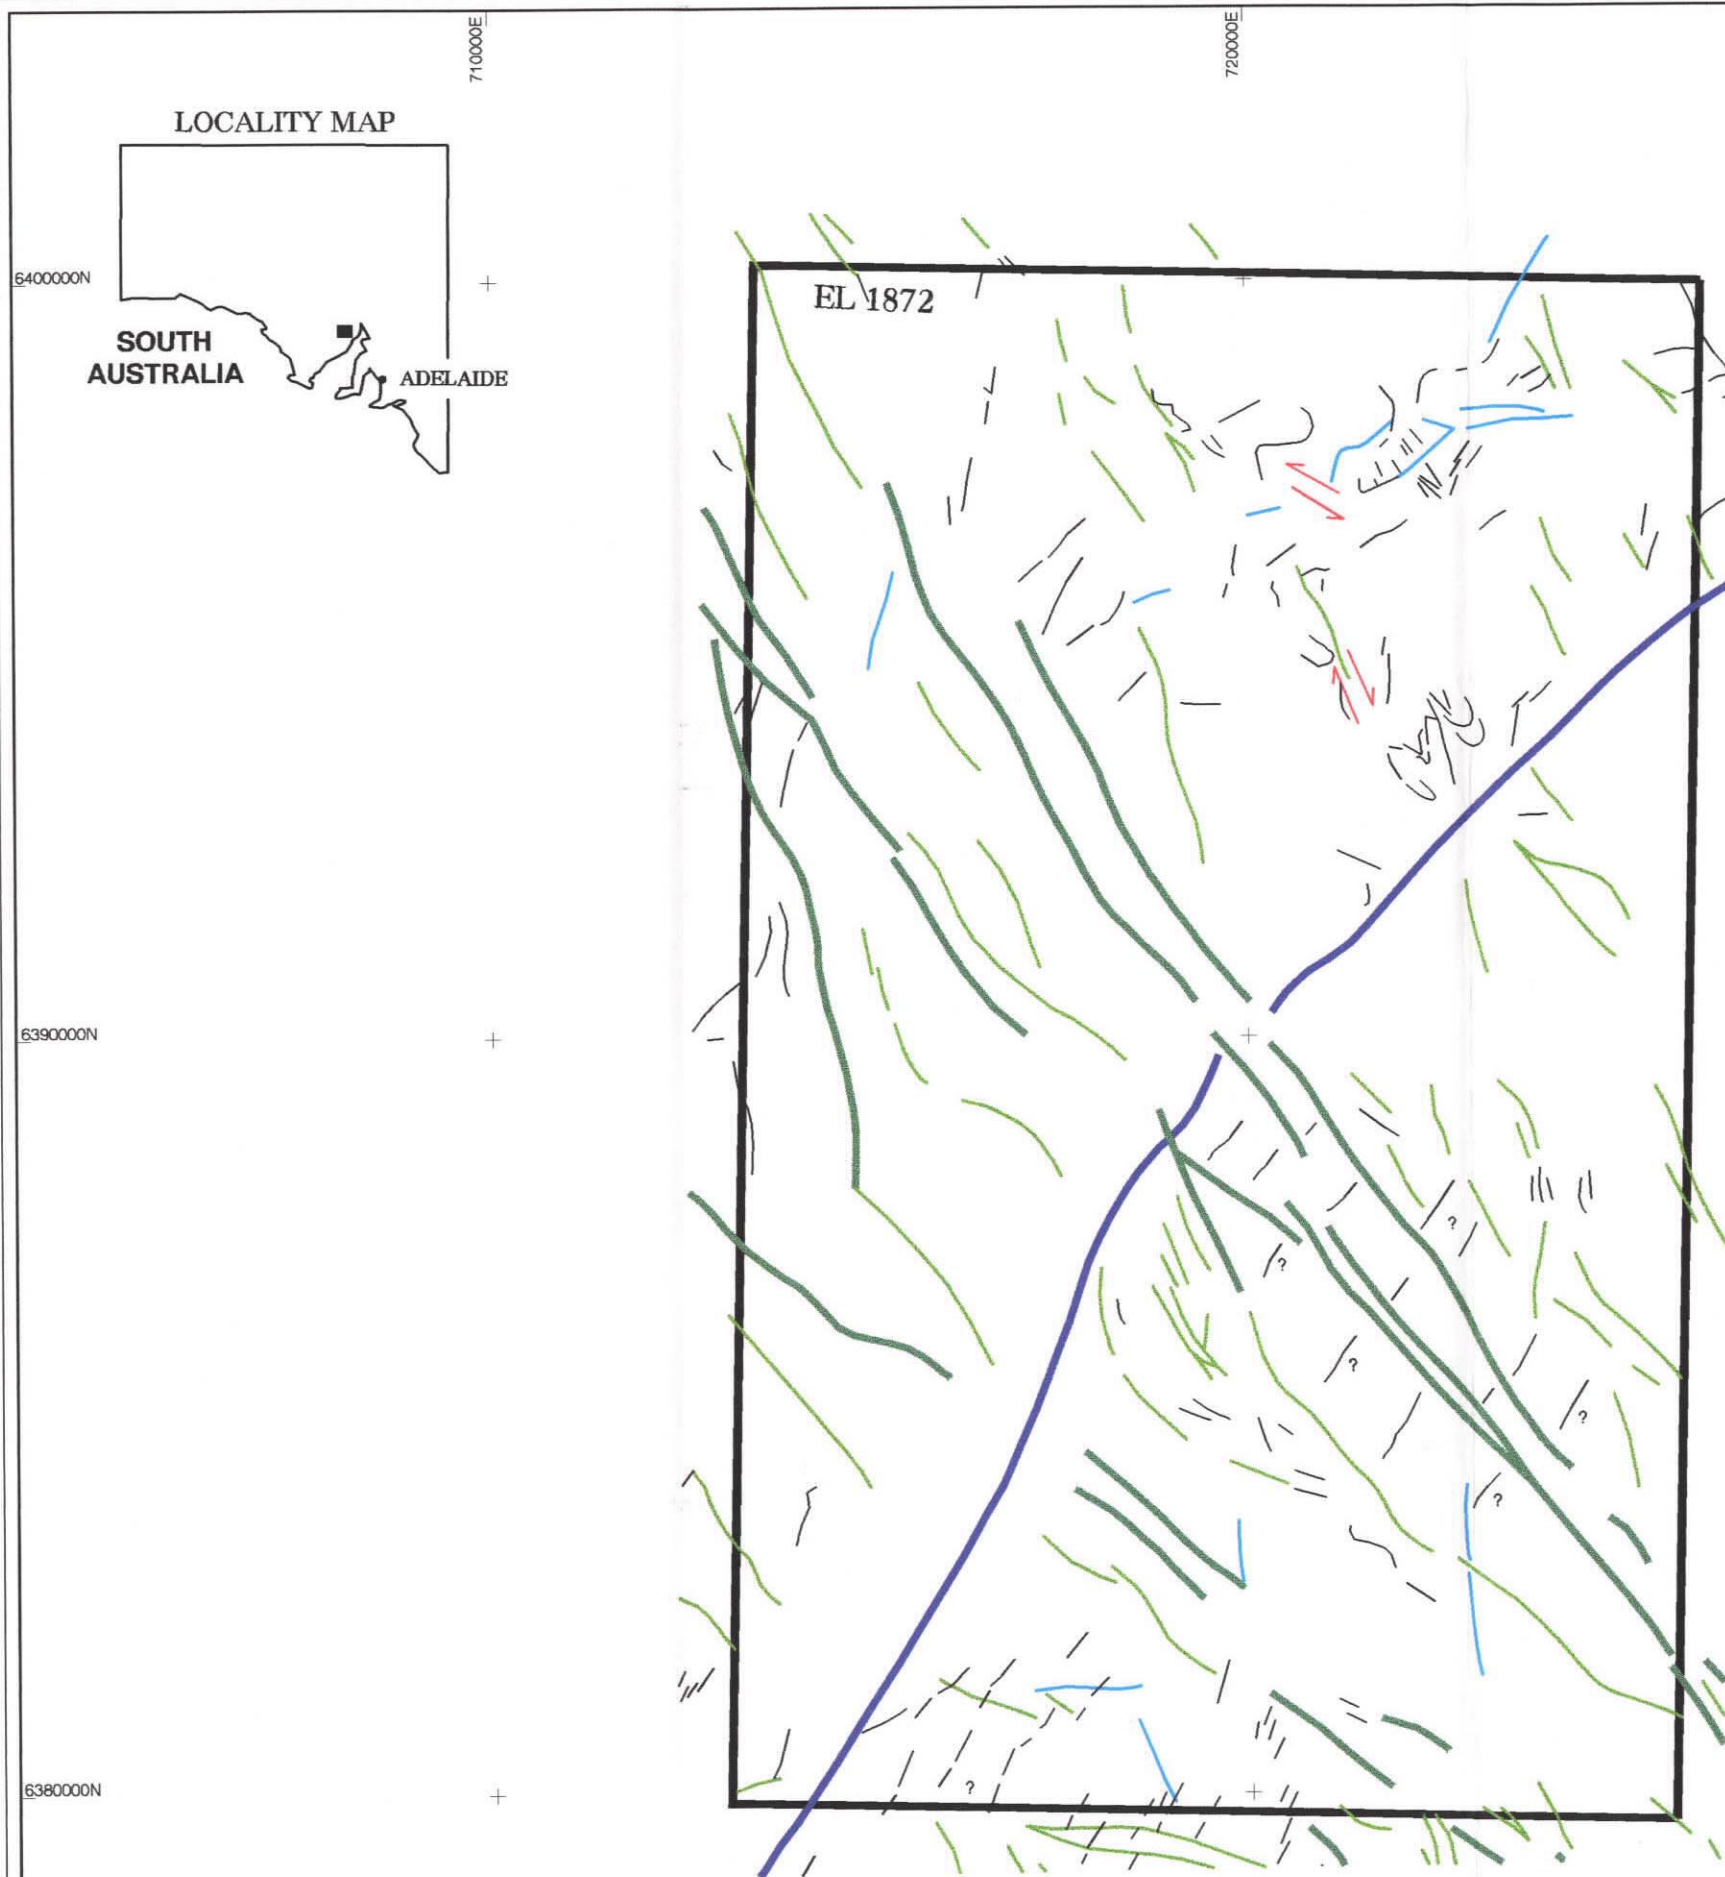 710000E
720000E
LOCALITY MAP
6400000N
EL 1872
SOUTH
AUSTRALIA
ADELAIDE
6390000N
?
?
?
?
?
6380000N
?